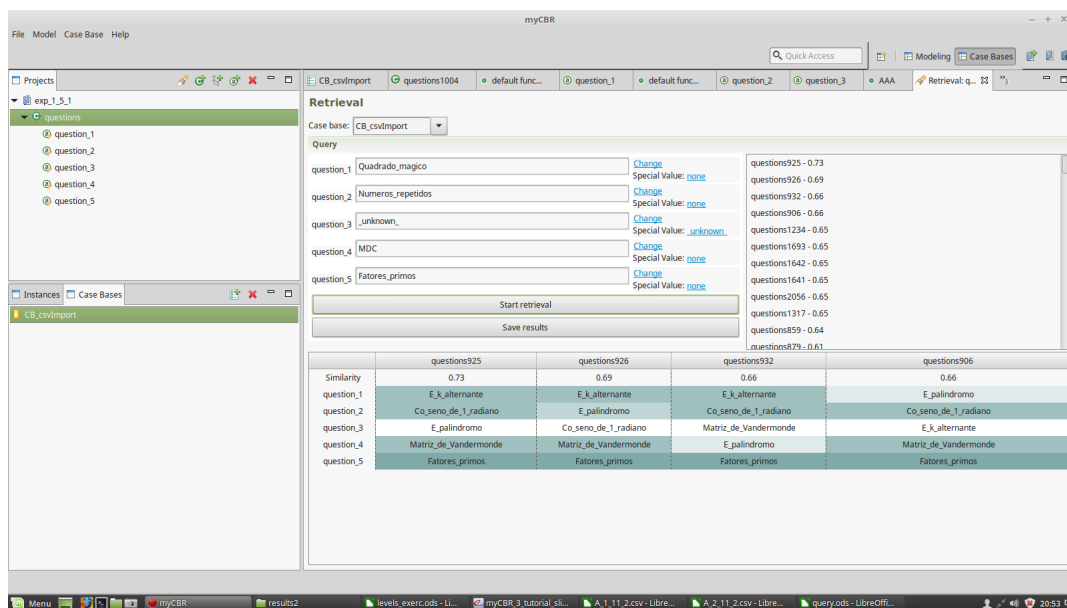 myCBR
File Model Case Base Help
Quick Access
Modeling
Case Bases
Projects
exp_1_5_1
questions
question_1
question_2
question_3
question_4
question_5
Instances
Case Bases
CB_csvImport
CB_csvImport
questions1004
default func...
question_1
default func...
question_2
question_3
AAA
Retrieval: q...
Retrieval
Case base: CB_csvImport
Query
question_1 Quadrado_magico Change
Special Value: none
question_2 Numeros_repetidos Change
Special Value: none
question_3 _unknown_ Change
Special Value: _unknown_
question_4 MDC Change
Special Value: none
question_5 Fatores_primos Change
Special Value: none
Start retrieval
Save results
questions925 - 0.73
questions926 - 0.69
questions932 - 0.66
questions906 - 0.66
questions1234 - 0.65
questions1693 - 0.65
questions1642 - 0.65
questions1641 - 0.65
questions2056 - 0.65
questions1317 - 0.65
questions859 - 0.64
questions879 - 0.61
questions925 questions926 questions932 questions906
Similarity 0.73 0.69 0.66 0.66
question_1 E_k_alternante E_k_alternante E_k_alternante E_palindromo
question_2 Co_seno_de_1_radiano E_palindromo Co_seno_de_1_radiano Co_seno_de_1_radiano
question_3 E_palindromo Co_seno_de_1_radiano Matriz_de_Vandermonde E_k_alternante
question_4 Matriz_de_Vandermonde Matriz_de_Vandermonde E_palindromo Matriz_de_Vandermonde
question_5 Fatores_primos Fatores_primos Fatores_primos Fatores_primos
Menu
myCBR
results2
levels_exerc.ods - Li...
myCBR_3_tutorial_sli...
A_1_11_2.csv - Libre...
A_2_11_2.csv - Libre...
query.ods - LibreOffi...
20:53